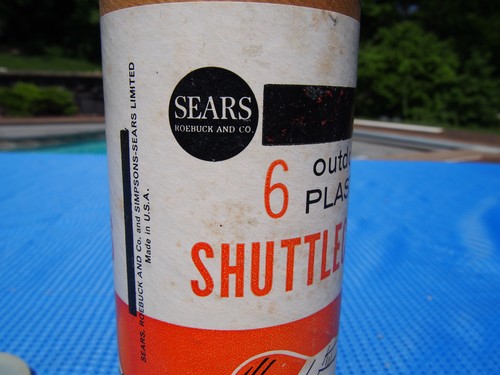 SEARS
ROEBUCK AND CO.
6
outd
PLAS
SHUTTLE
SEARS, ROEBUCK AND Co. and SIMPSONS-SEARS LIMITED
Made in U.S.A.